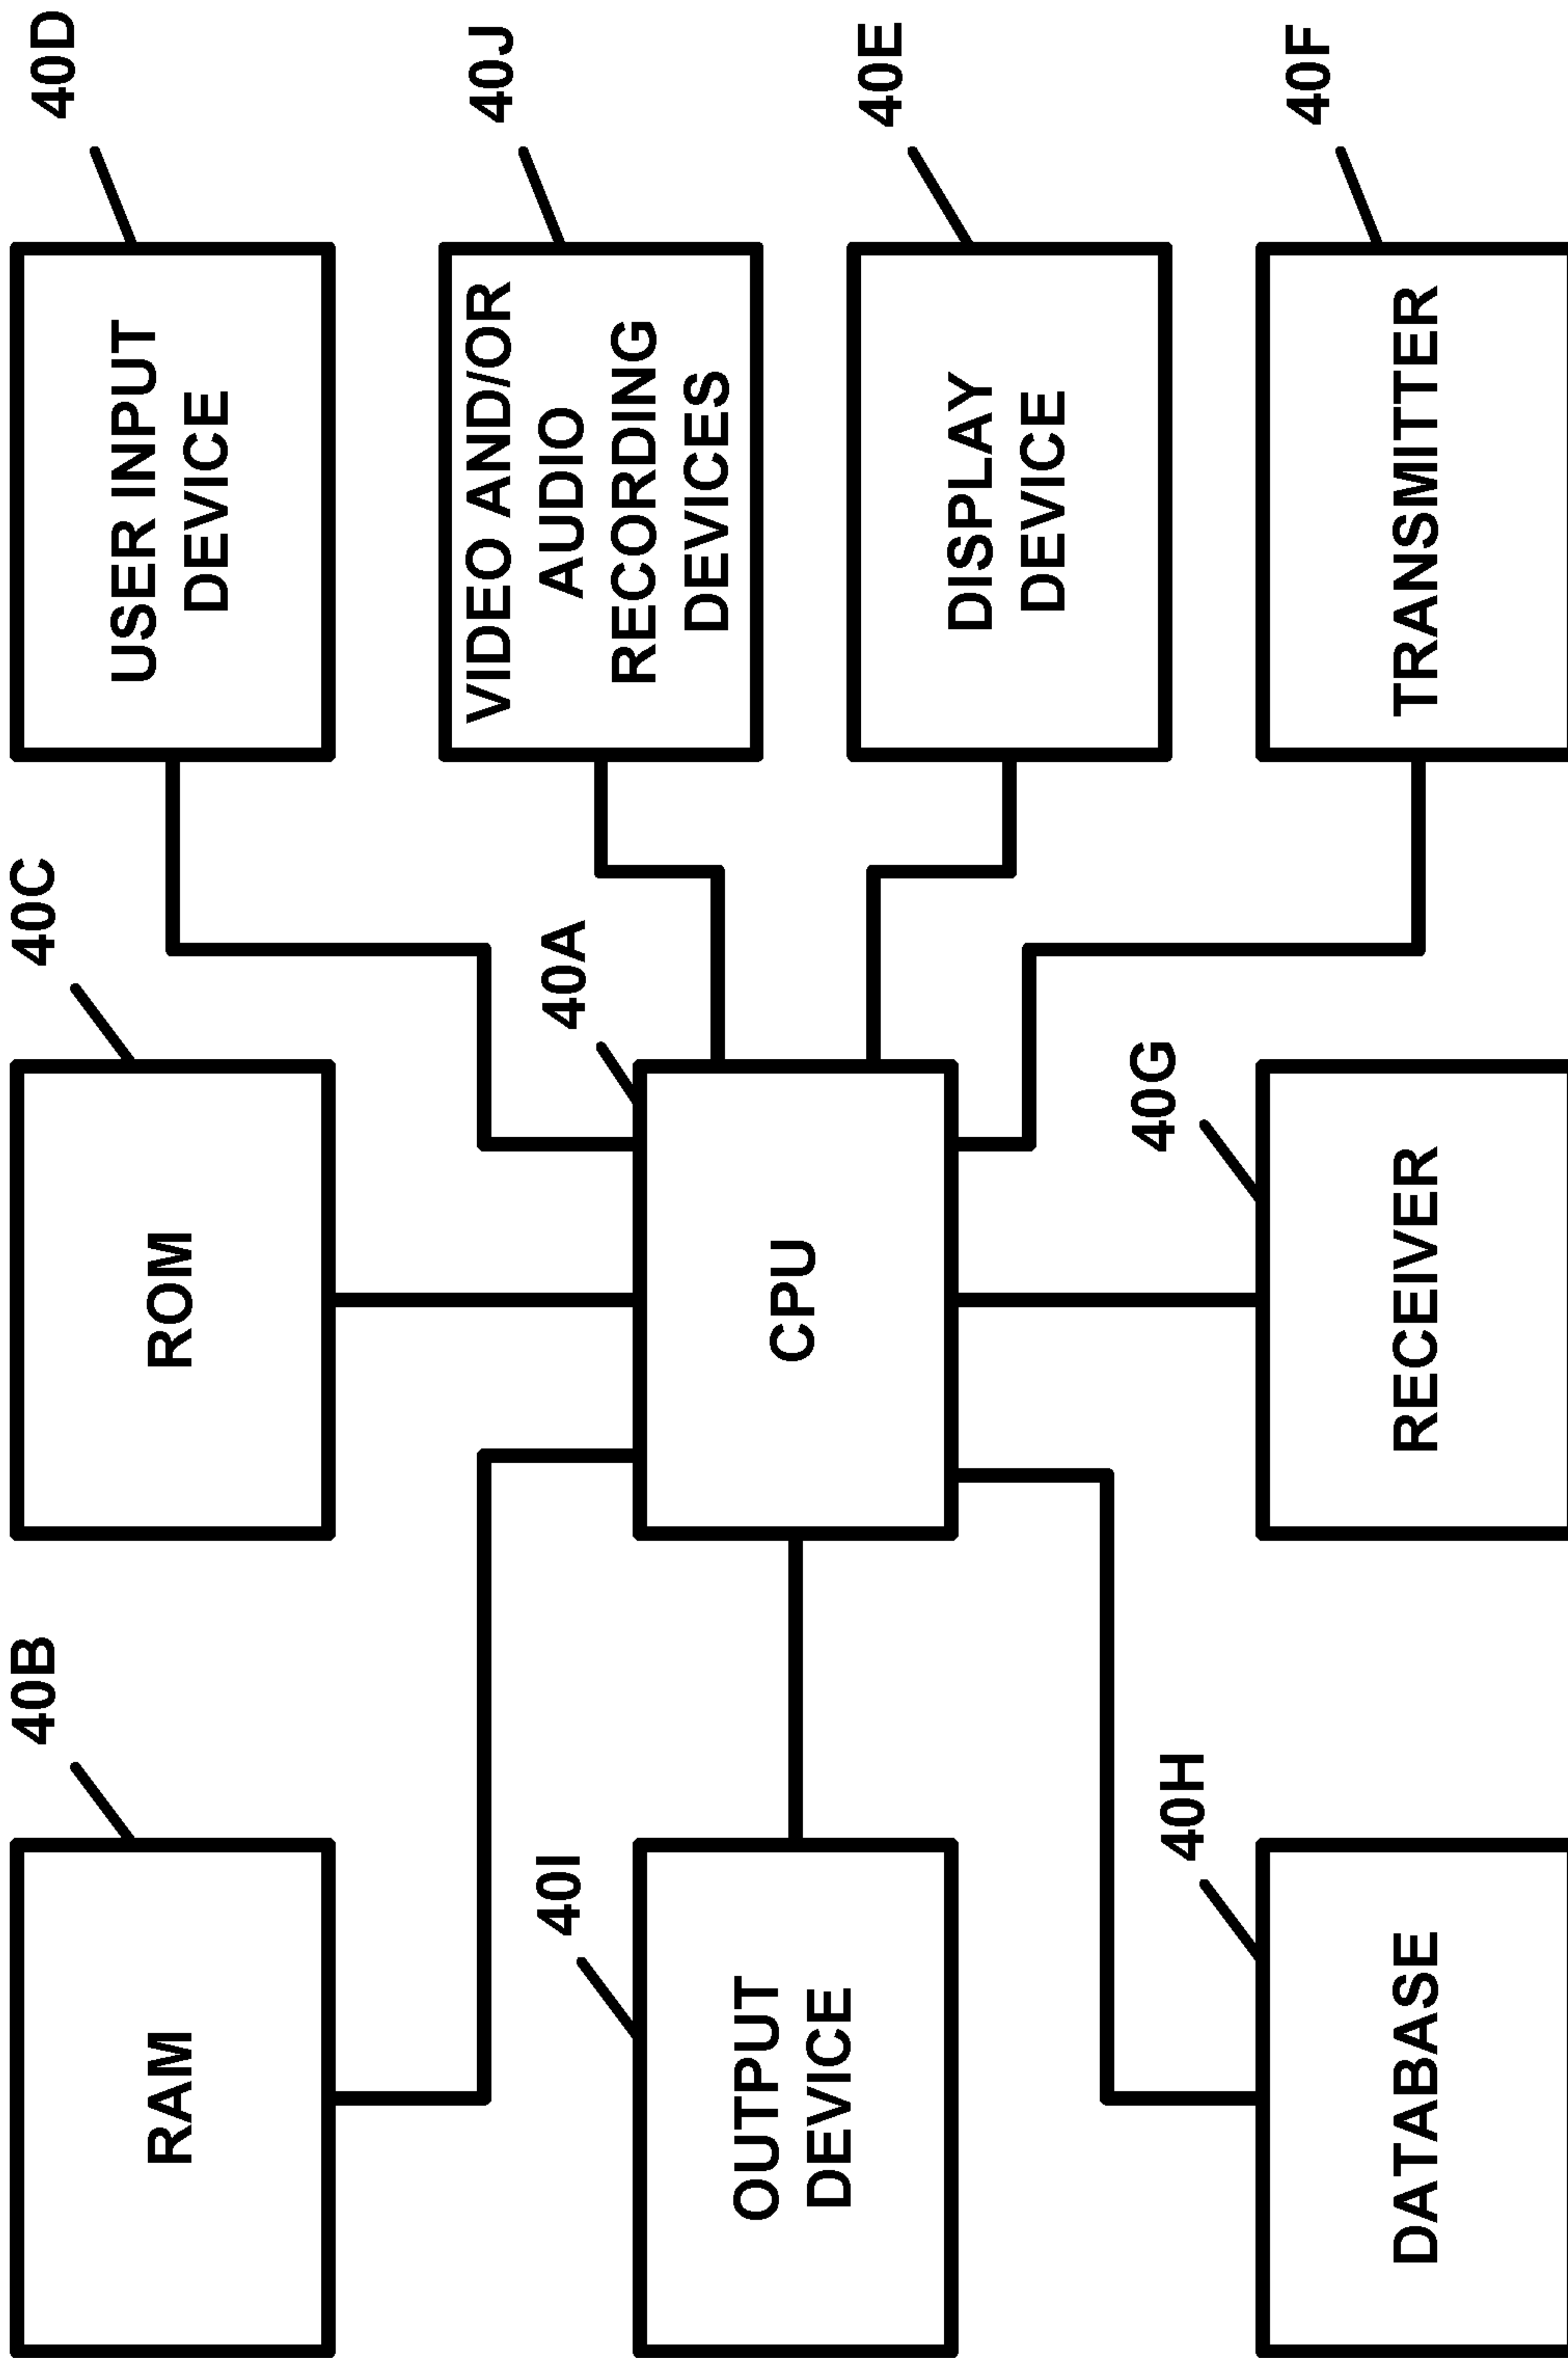 40B
40C
40D
RAM
ROM
USER INPUT
DEVICE
40I
40A
40J
OUTPUT
DEVICE
CPU
VIDEO AND/OR
AUDIO
RECORDING
DEVICES
40E
DISPLAY
DEVICE
40H
40G
40F
DATABASE
RECEIVER
TRANSMITTER